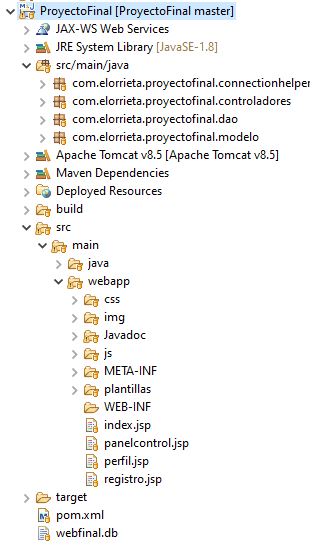 ProyectoFinal [ProyectoFinal master]
JAX-WS Web Services
JRE System Library [JavaSE-1.8]
src/main/java
com.elorrieta.proyectofinal.connectionhelper
com.elorrieta.proyectofinal.controladores
com.elorrieta.proyectofinal.dao
com.elorrieta.proyectofinal.modelo
Apache Tomcat v8.5 [Apache Tomcat v8.5]
Maven Dependencies
Deployed Resources
build
src
main
java
webapp
css
img
Javadoc
js
META-INF
plantillas
WEB-INF
index.jsp
panelcontrol.jsp
perfil.jsp
registro.jsp
target
pom.xml
webfinal.db